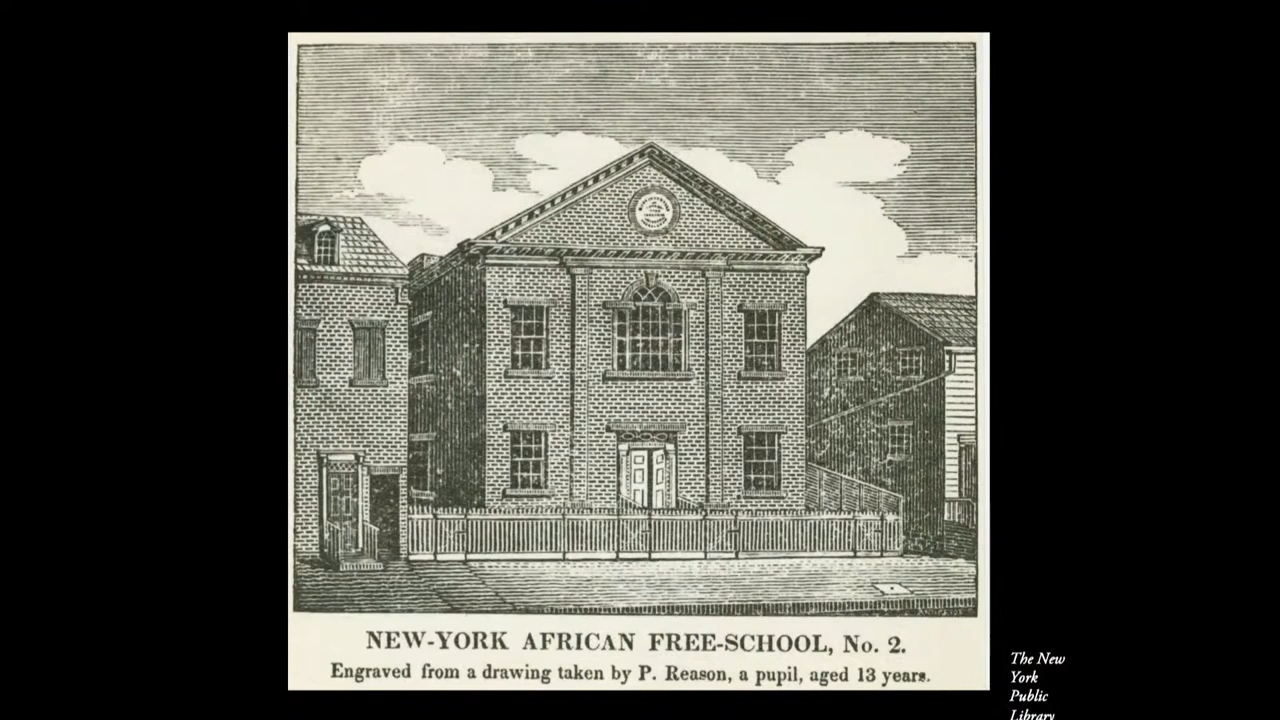 NEW-YORK AFRICAN FREE-SCHOOL, No. 2.
Engraved from a drawing taken by P. Reason, a pupil, aged 13 years.
The New
York
Public
Library